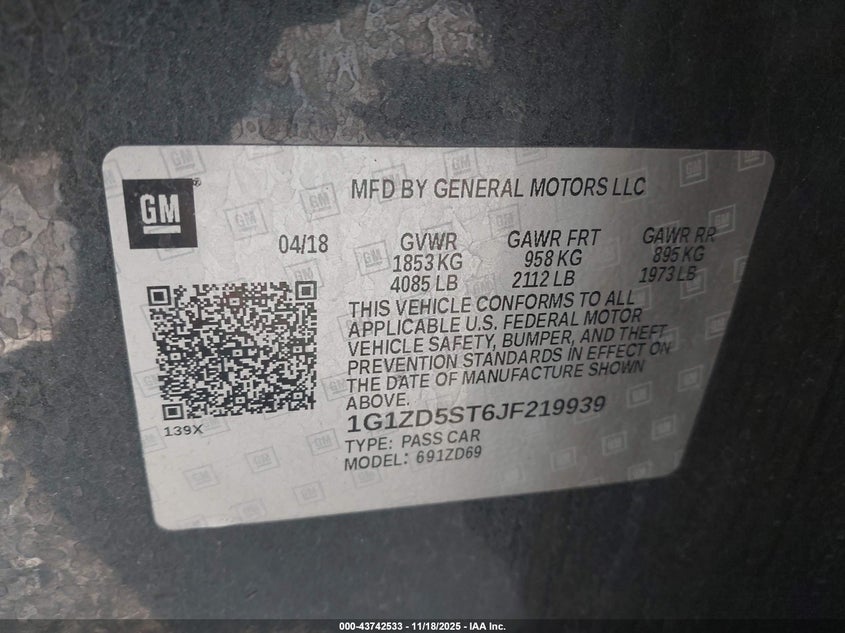 GM
MFD BY GENERAL MOTORS LLC
04/18 GVWR GAWR FRT GAWR RR
1853 KG 958 KG 895 KG
4085 LB 2112 LB 1973 LB
THIS VEHICLE CONFORMS TO ALL
APPLICABLE U.S. FEDERAL MOTOR
VEHICLE SAFETY, BUMPER, AND THEFT
PREVENTION STANDARDS IN EFFECT ON
THE DATE OF MANUFACTURE SHOWN
ABOVE.
139X
1G1ZD5ST6JF219939
TYPE: PASS CAR
MODEL: 691ZD69
000-43742533 - 11/18/2025 - IAA Inc.